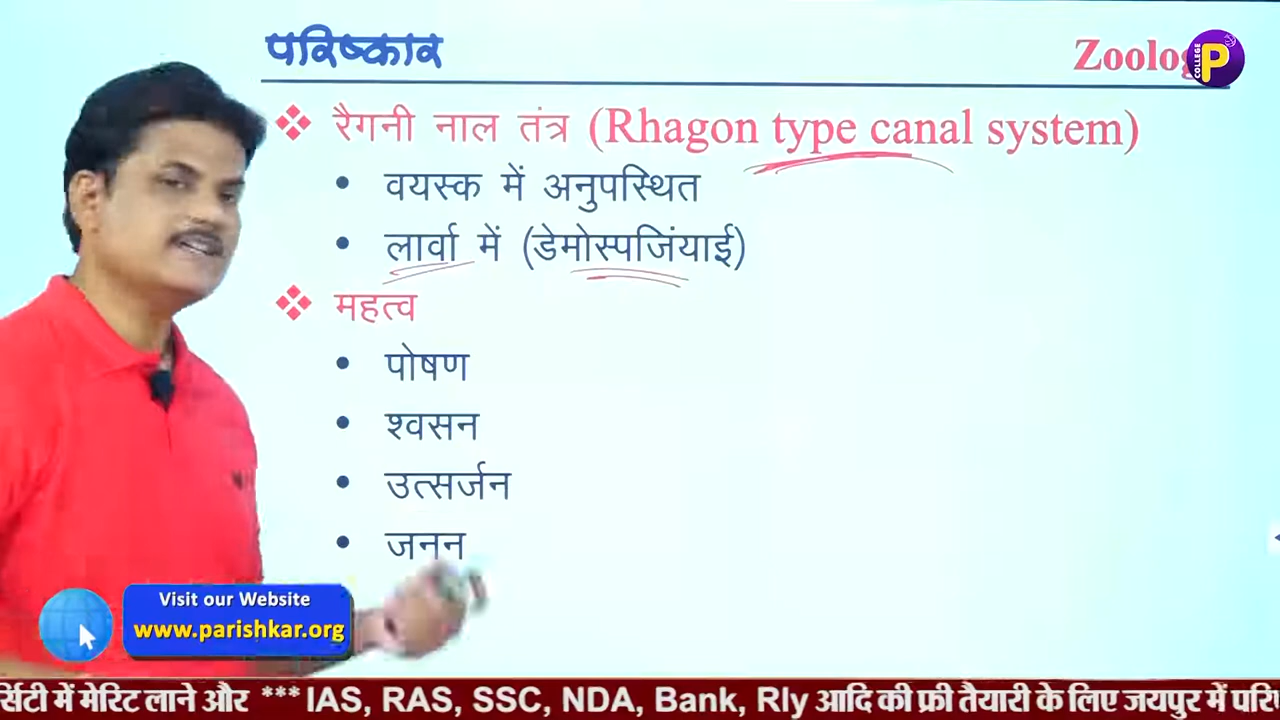 परिष्कार
Zoolog
COLLEGE P
❖ रैगनी नाल तंत्र (Rhagon type canal system)
• वयस्क में अनुपस्थित
• लार्वा में (डेमोस्पजिंयाई)
❖ महत्व
• पोषण
• श्वसन
• उत्सर्जन
• जनन
Visit our Website
www.parishkar.org
में मेरिट लाने और *** IAS, RAS, SSC, NDA, Bank, Rly आदि की फ्री तैयारी के लिए जयपुर में